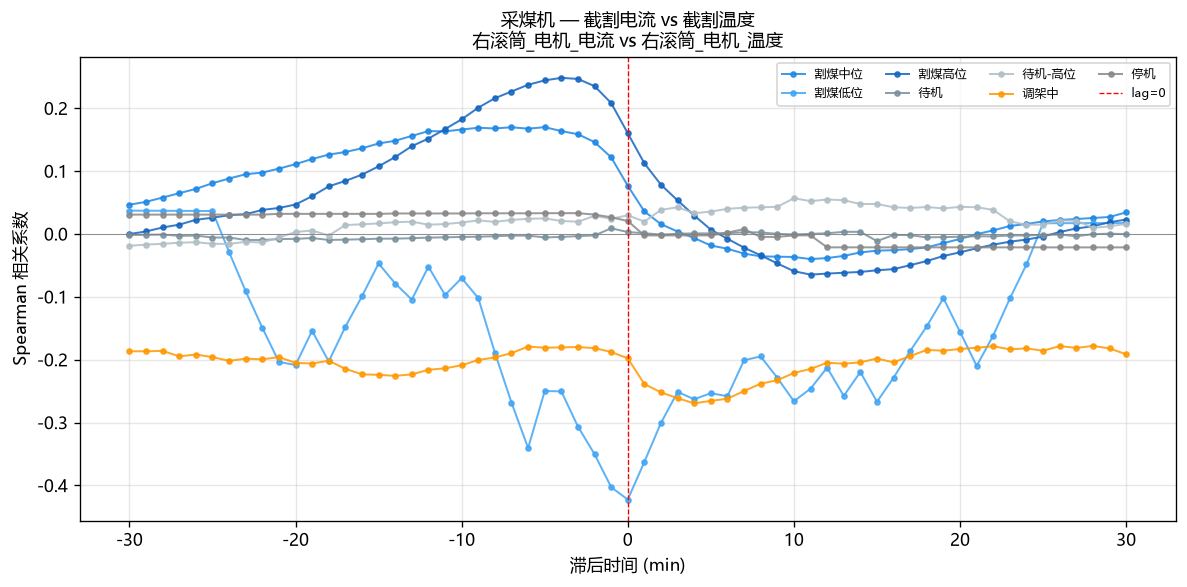 采煤机 — 截割电流 vs 截割温度
右滚筒_电机_电流 vs 右滚筒_电机_温度
割煤中位
割煤高位
待机-高位
停机
割煤低位
待机
调架中
lag=0
Spearman 相关系数
0.2
0.1
0.0
-0.1
-0.2
-0.3
-0.4
-30
-20
-10
0
10
20
30
滞后时间 (min)